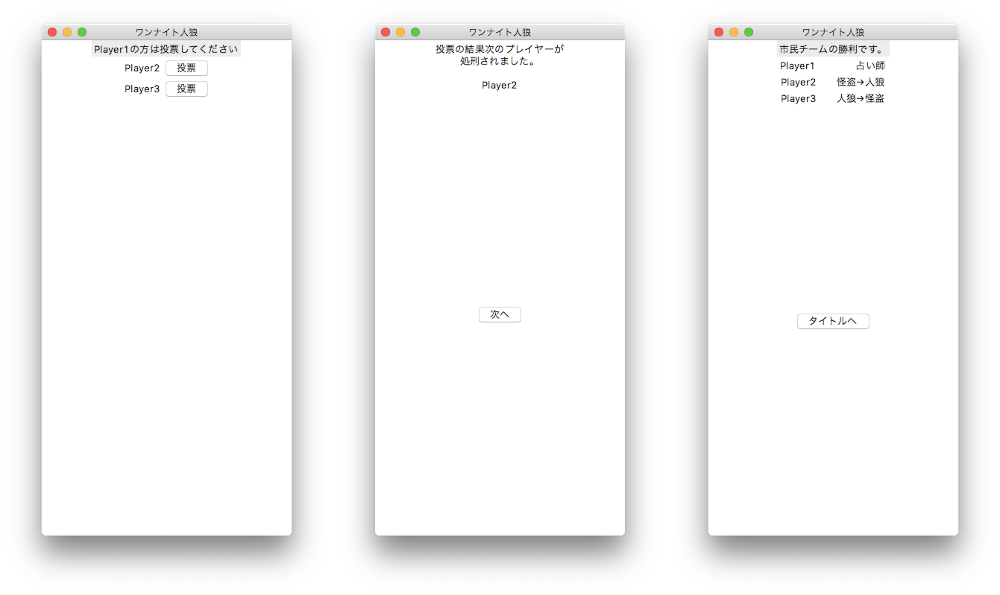 ワンナイト人狼
Player1の方は投票してください
Player2 投票
Player3 投票
ワンナイト人狼
投票の結果次のプレイヤーが
処刑されました。
Player2
次へ
ワンナイト人狼
市民チームの勝利です。
Player1 占い師
Player2 怪盗→人狼
Player3 人狼→怪盗
タイトルへ